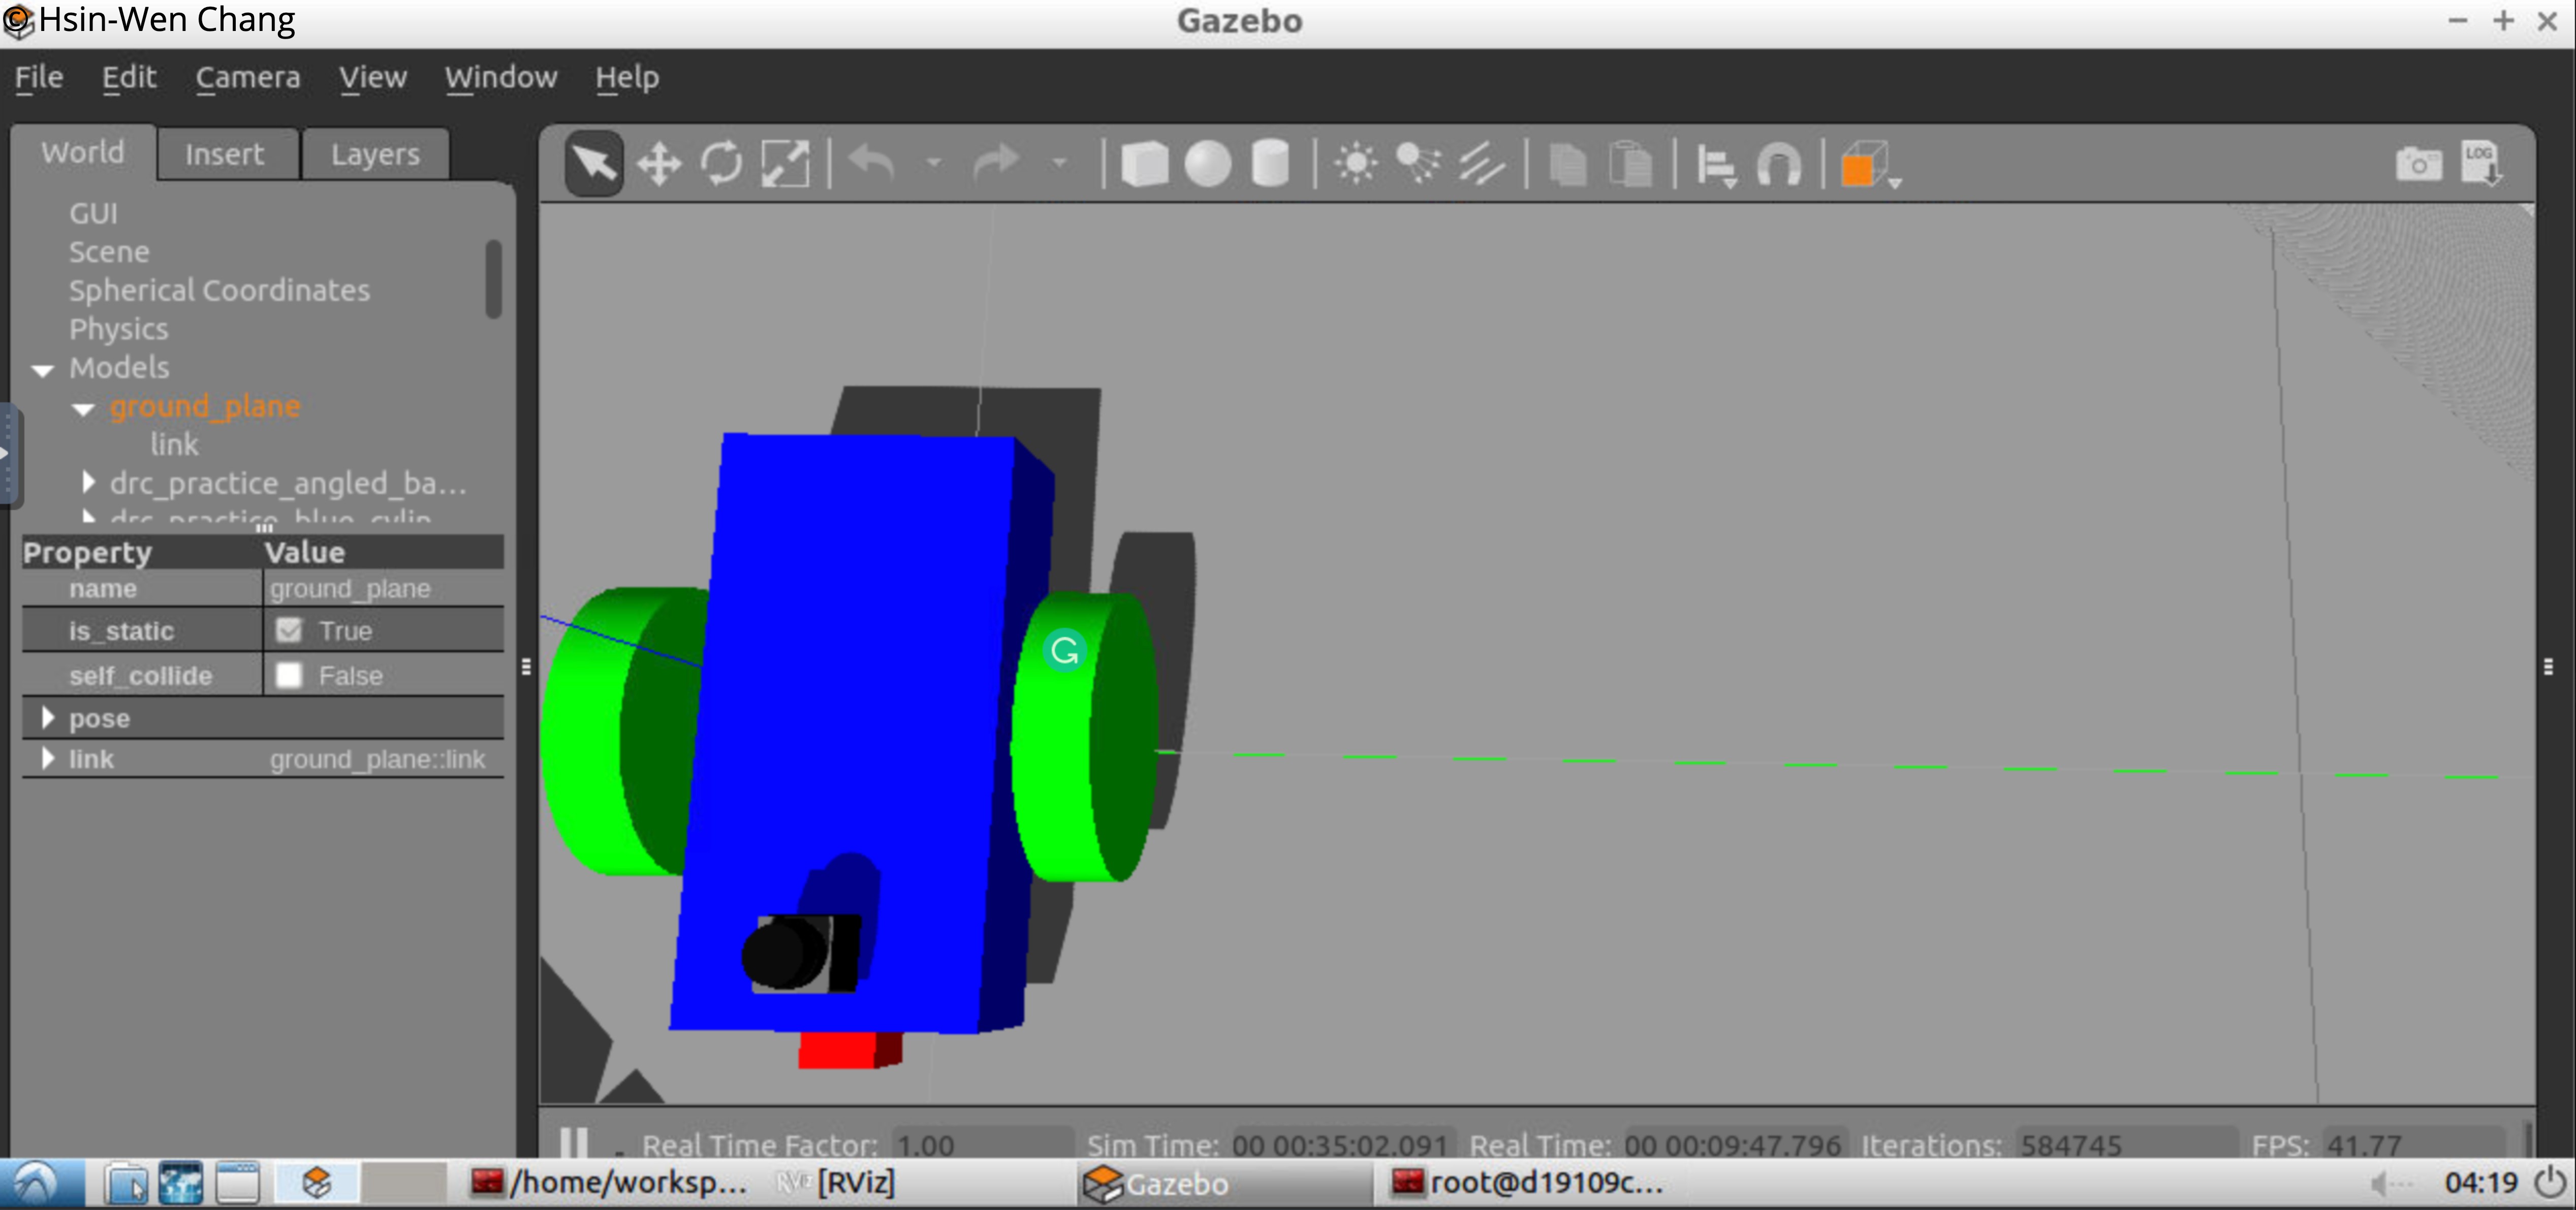 © Hsin-Wen Chang
Gazebo
File Edit Camera View Window Help
World Insert Layers
LOG
GUI
Scene
Spherical Coordinates
Physics
Models
ground_plane
link
drc_practice_angled_ba...
drc_practice_blue_cylin
Property Value
name ground_plane
is_static True
self_collide False
pose
link ground_plane::link
Real Time Factor: 1.00 Sim Time: 00 00:35:02.091 Real Time: 00 00:09:47.796 Iterations: 584745 FPS: 41.77
/home/worksp... [RViz] Gazebo root@d19109c... 04:19